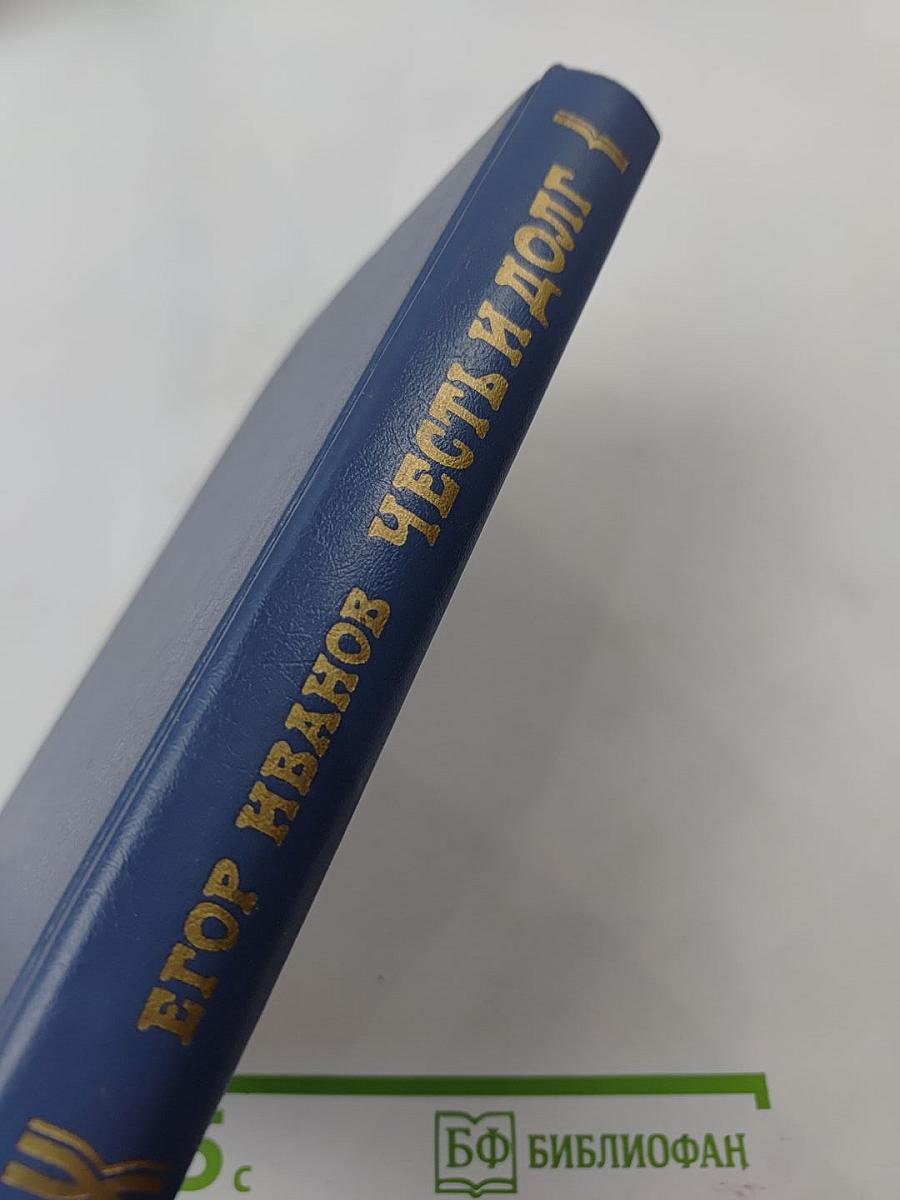 ЕГОР ИВАНОВ ЧЕСТЬ И ДОЛГ
с
БФ БИБЛИОФАН